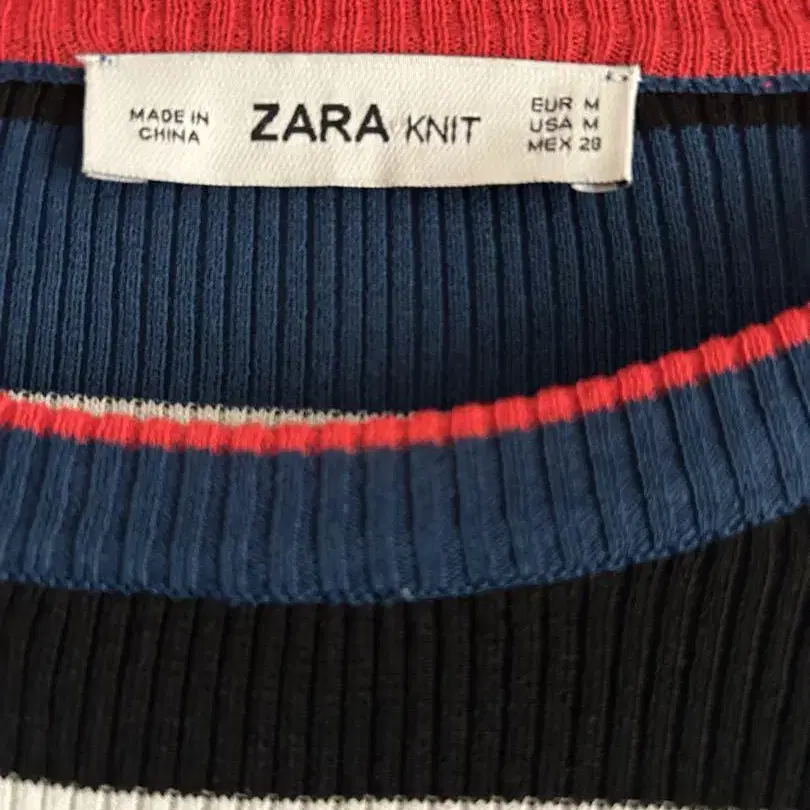 MADE IN
CHINA
ZARA KNIT
EUR M
USA M
MEX 28